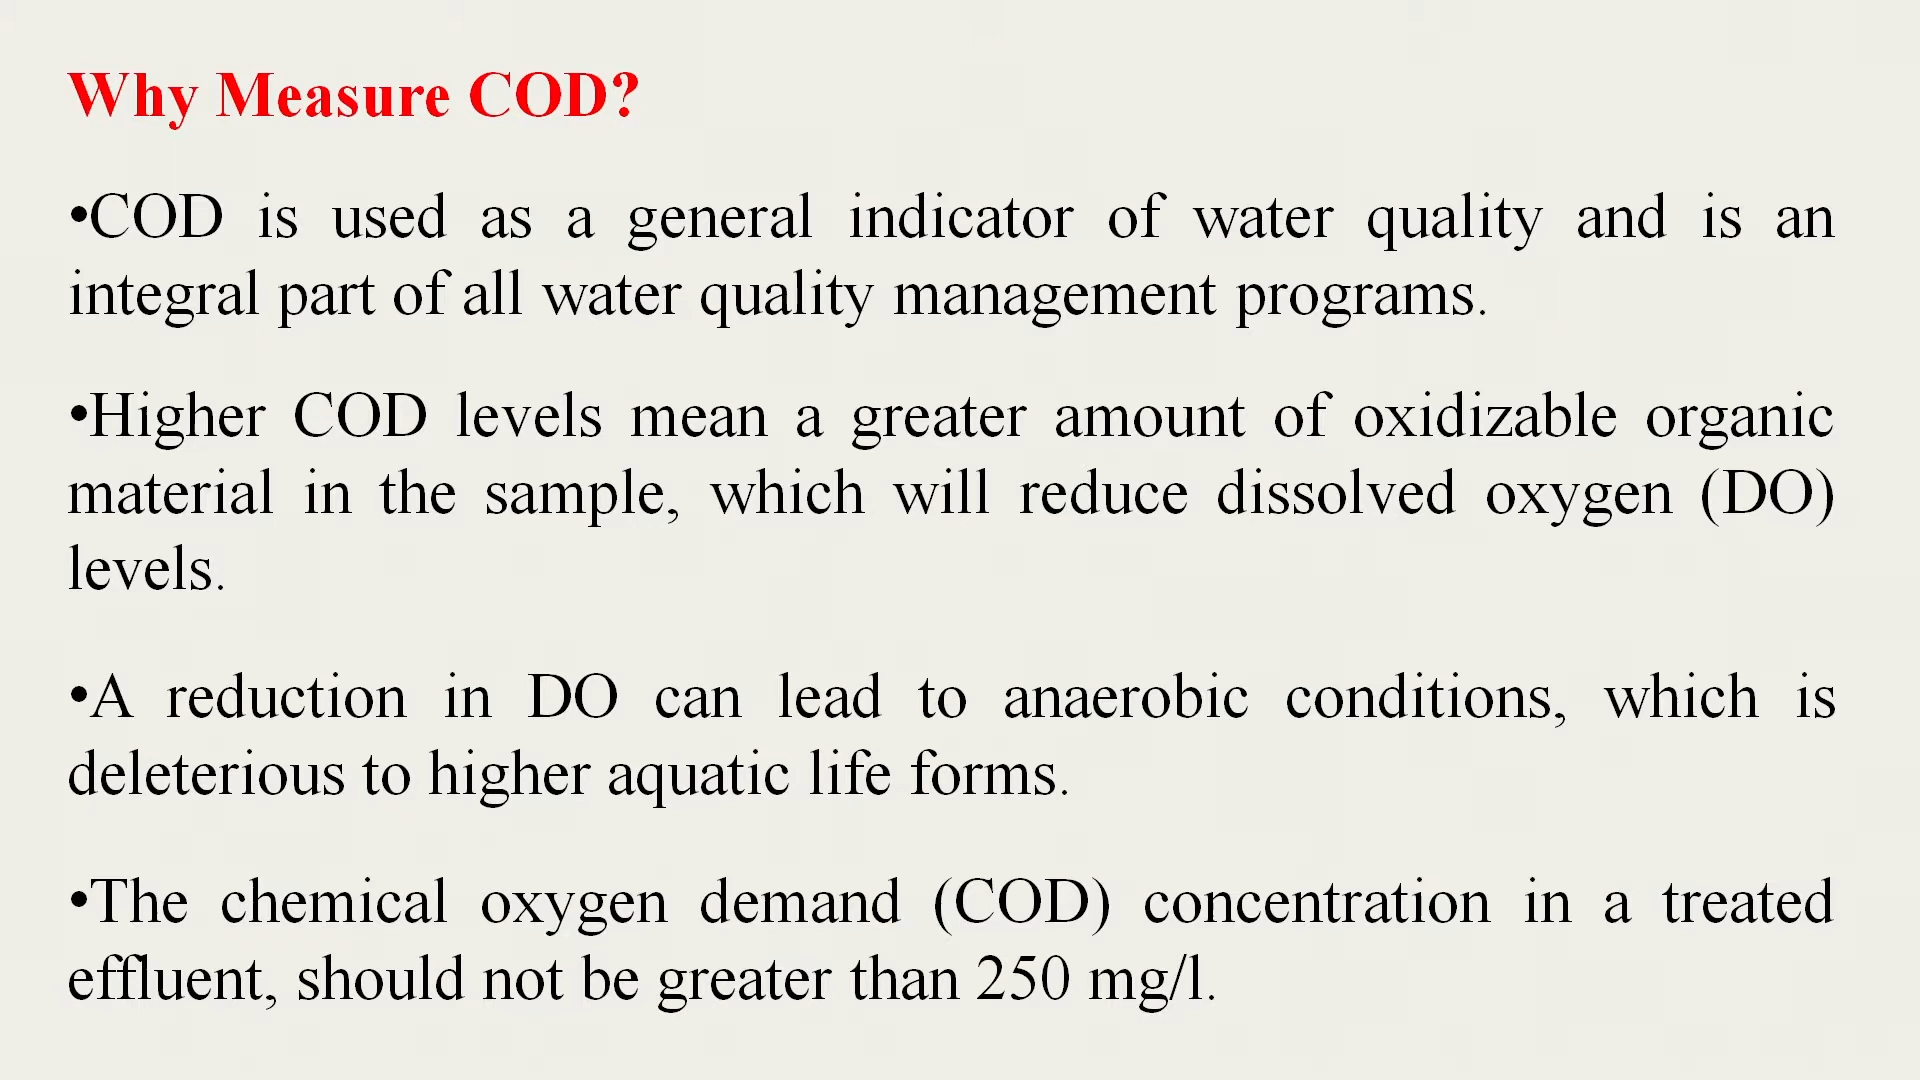 Why Measure COD?
•COD is used as a general indicator of water quality and is an
integral part of all water quality management programs.
•Higher COD levels mean a greater amount of oxidizable organic
material in the sample, which will reduce dissolved oxygen (DO)
levels.
•A reduction in DO can lead to anaerobic conditions, which is
deleterious to higher aquatic life forms.
•The chemical oxygen demand (COD) concentration in a treated
effluent, should not be greater than 250 mg/l.